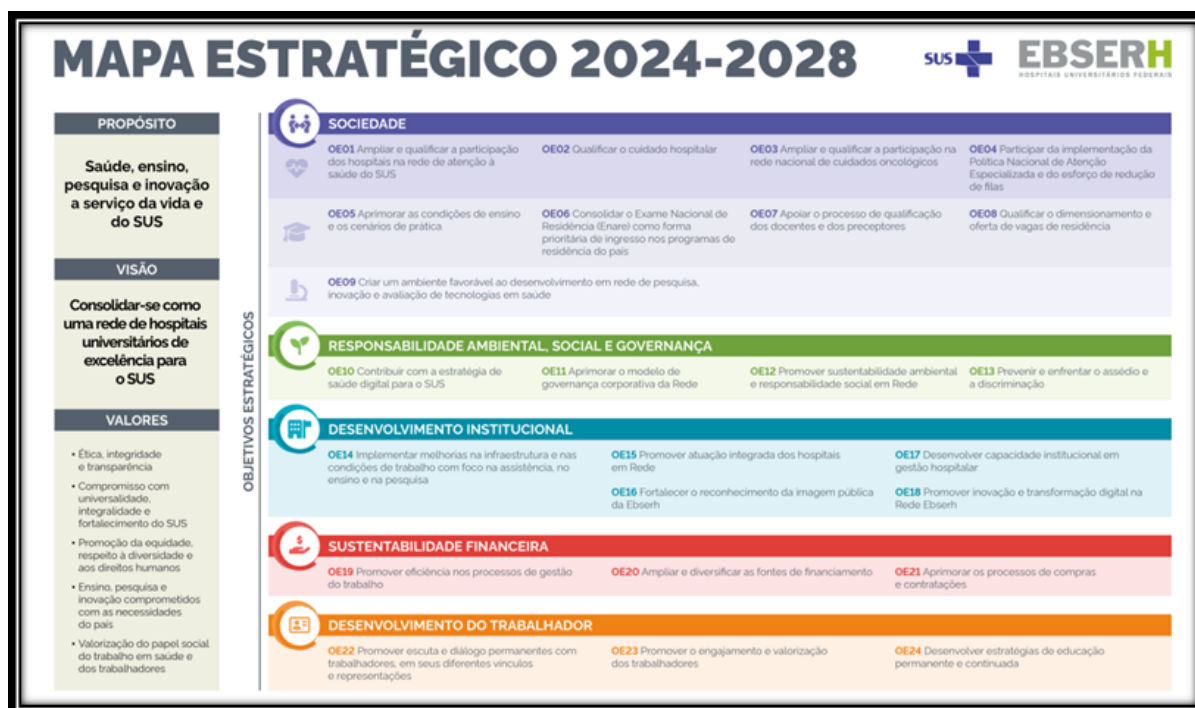 MAPA ESTRATÉGICO 2024-2028
SUS
EBSERH
HOSPITAIS UNIVERSITÁRIOS FEDERAIS
PROPÓSITO
Saúde, ensino,
pesquisa e inovação
a serviço da vida e
do SUS
VISÃO
Consolidar-se como
uma rede de hospitais
universitários de
excelência para
o SUS
VALORES
• Ética, integridade
e transparência
• Compromisso com
universalidade,
integralidade e
fortalecimento do SUS
• Promoção da equidade,
respeito à diversidade e
aos direitos humanos
• Ensino, pesquisa e
inovação comprometidos
com as necessidades
do país
• Valorização do papel social
do trabalho em saúde e
dos trabalhadores
OBJETIVOS ESTRATÉGICOS
SOCIEDADE
OE01 Ampliar e qualificar a participação
dos hospitais na rede de atenção à
saúde do SUS
OE02 Qualificar o cuidado hospitalar
OE03 Ampliar e qualificar a participação na
rede nacional de cuidados oncológicos
OE04 Participar da implementação da
Política Nacional de Atenção
Especializada e do esforço de redução
de filas
OE05 Aprimorar as condições de ensino
e os cenários de prática
OE06 Consolidar o Exame Nacional de
Residência (Enare) como forma
prioritária de ingresso nos programas de
residência do país
OE07 Apoiar o processo de qualificação
dos docentes e dos preceptores
OE08 Qualificar o dimensionamento e
oferta de vagas de residência
OE09 Criar um ambiente favorável ao desenvolvimento em rede de pesquisa,
inovação e avaliação de tecnologias em saúde
RESPONSABILIDADE AMBIENTAL, SOCIAL E GOVERNANÇA
OE10 Contribuir com a estratégia de
saúde digital para o SUS
OE11 Aprimorar o modelo de
governança corporativa da Rede
OE12 Promover sustentabilidade ambiental
e responsabilidade social em Rede
OE13 Prevenir e enfrentar o assédio e
a discriminação
DESENVOLVIMENTO INSTITUCIONAL
OE14 Implementar melhorias na infraestrutura e nas
condições de trabalho com foco na assistência, no
ensino e na pesquisa
OE15 Promover atuação integrada dos hospitais
em Rede
OE16 Fortalecer o reconhecimento da imagem pública
da Ebserh
OE17 Desenvolver capacidade institucional em
gestão hospitalar
OE18 Promover inovação e transformação digital na
Rede Ebserh
SUSTENTABILIDADE FINANCEIRA
OE19 Promover eficiência nos processos de gestão
do trabalho
OE20 Ampliar e diversificar as fontes de financiamento
OE21 Aprimorar os processos de compras
e contratações
DESENVOLVIMENTO DO TRABALHADOR
OE22 Promover escuta e diálogo permanentes com
trabalhadores, em seus diferentes vínculos
e representações
OE23 Promover o engajamento e valorização
dos trabalhadores
OE24 Desenvolver estratégias de educação
permanente e continuada